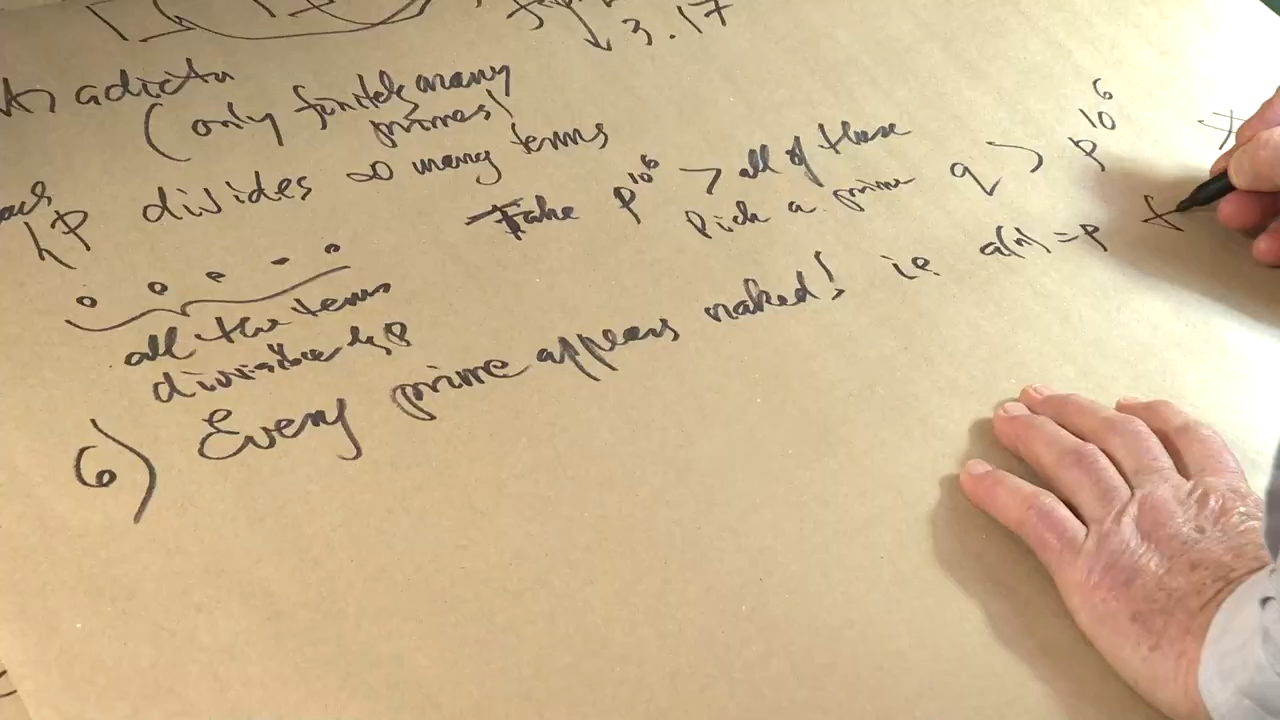 3.17
(only finitely many
primes)
p divides ∞ many terms
Take p^10^6 > all of these
Pick a prime q > p^10^6
all the terms
divisible by p
6) Every prime appears naked! ie a(n) = p